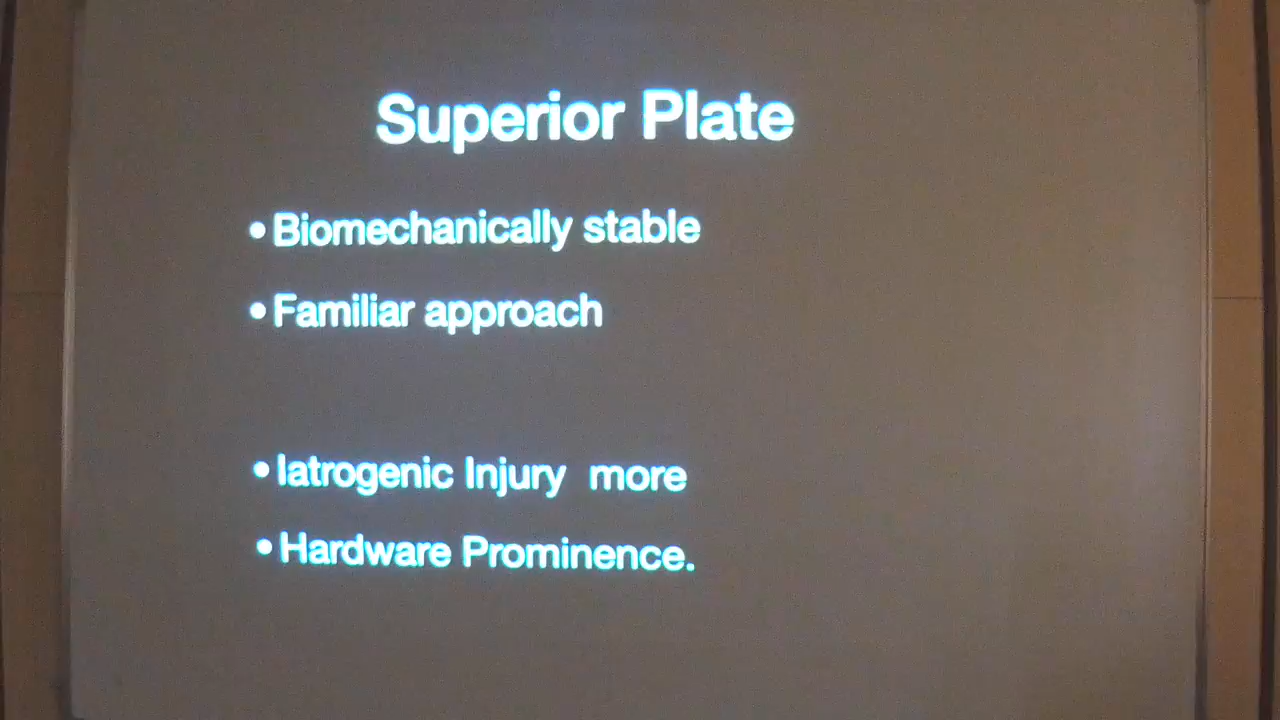 Superior Plate
• Biomechanically stable
• Familiar approach
• Iatrogenic Injury  more
• Hardware Prominence.